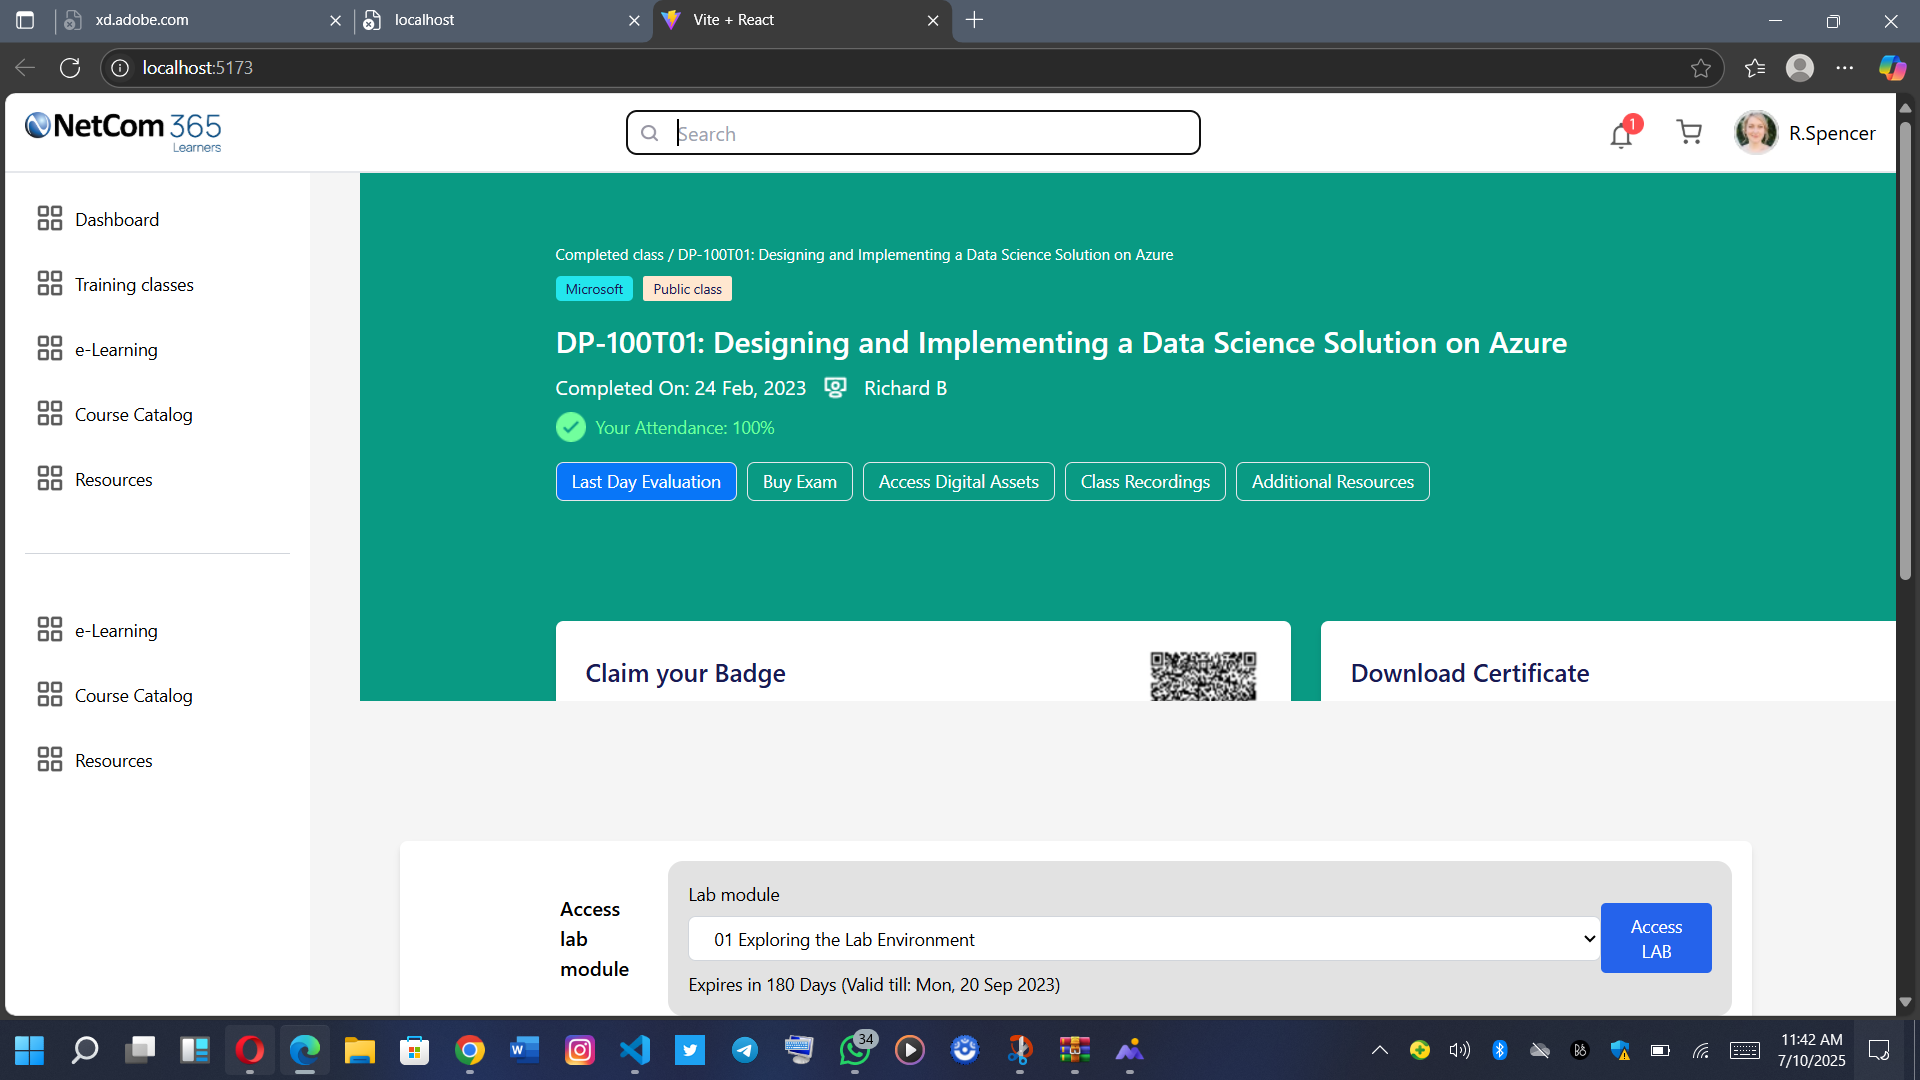 xd.adobe.com
localhost
Vite + React
localhost:5173
NetCom 365
Learners
Search
1
R.Spencer
Dashboard
Training classes
e-Learning
Course Catalog
Resources
e-Learning
Course Catalog
Resources
Completed class / DP-100T01: Designing and Implementing a Data Science Solution on Azure
Microsoft
Public class
DP-100T01: Designing and Implementing a Data Science Solution on Azure
Completed On: 24 Feb, 2023
Richard B
Your Attendance: 100%
Last Day Evaluation
Buy Exam
Access Digital Assets
Class Recordings
Additional Resources
Claim your Badge
Download Certificate
Access
lab
module
Lab module
01 Exploring the Lab Environment
Expires in 180 Days (Valid till: Mon, 20 Sep 2023)
Access
LAB
34
11:42 AM
7/10/2025